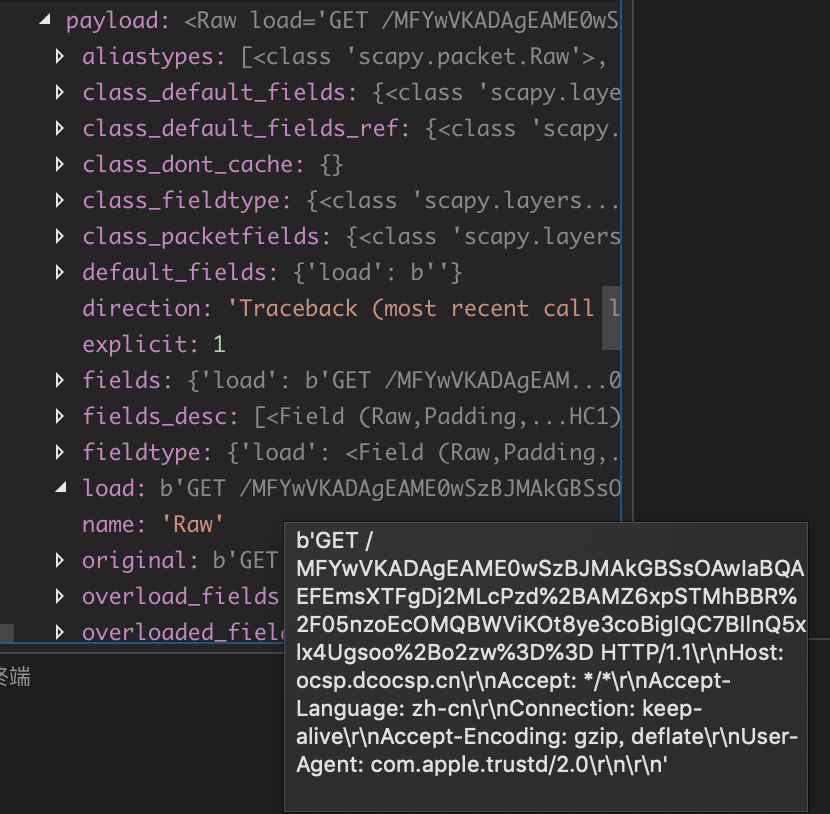 payload: <Raw load='GET /MFYwVKADAgEAME0wS
aliastypes: [<class 'scapy.packet.Raw'>,
class_default_fields: {<class 'scapy.laye
class_default_fields_ref: {<class 'scapy.
class_dont_cache: {}
class_fieldtype: {<class 'scapy.layers...
class_packetfields: {<class 'scapy.layers
default_fields: {'load': b''}
direction: 'Traceback (most recent call l
explicit: 1
fields: {'load': b'GET /MFYwVKADAgEAM...0
fields_desc: [<Field (Raw,Padding,...HC1)
fieldtype: {'load': <Field (Raw,Padding,.
load: b'GET /MFYwVKADAgEAME0wSzBJMAkGBSsO
name: 'Raw'
original: b'GET
overload_fields
overloaded_fiel
终端
b'GET /
MFYwVKADAgEAME0wSzBJMAkGBSsOAwIaBQA
EFEmsXTFgDj2MLcPzd%2BAMZ6xpSTMhBBR%
2F05nzoEcOMQBWViKOt8ye3coBigIQC7BIlnQ5x
Ix4Ugsoo%2Bo2zw%3D%3D HTTP/1.1\r\nHost:
ocsp.dcocsp.cn\r\nAccept: */*\r\nAccept-
Language: zh-cn\r\nConnection: keep-
alive\r\nAccept-Encoding: gzip, deflate\r\nUser-
Agent: com.apple.trustd/2.0\r\n\r\n'